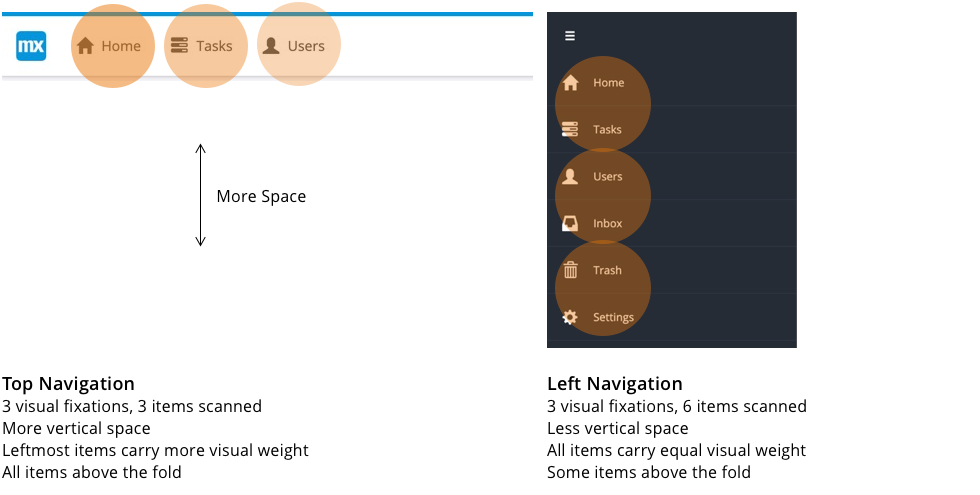 mx
Home
Tasks
Users
More Space
Top Navigation
3 visual fixations, 3 items scanned
More vertical space
Leftmost items carry more visual weight
All items above the fold
Home
Tasks
Users
Inbox
Trash
Settings
Left Navigation
3 visual fixations, 6 items scanned
Less vertical space
All items carry equal visual weight
Some items above the fold